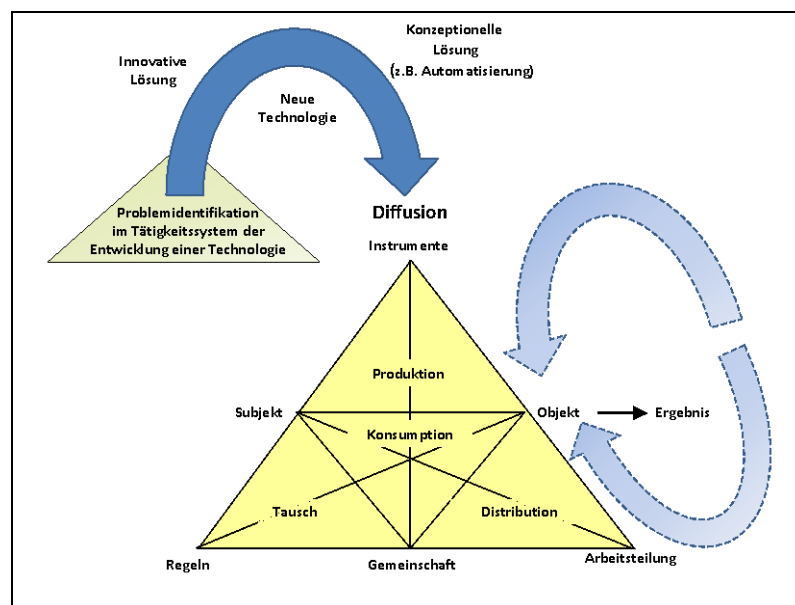 Innovative
Lösung
Konzeptionelle
Lösung
(z.B. Automatisierung)
Neue
Technologie
Problemidentifikation
im Tätigkeitssystem der
Entwicklung einer Technologie
Diffusion
Instrumente
Produktion
Subjekt
Objekt
Ergebnis
Konsumption
Tausch
Distribution
Regeln
Gemeinschaft
Arbeitsteilung